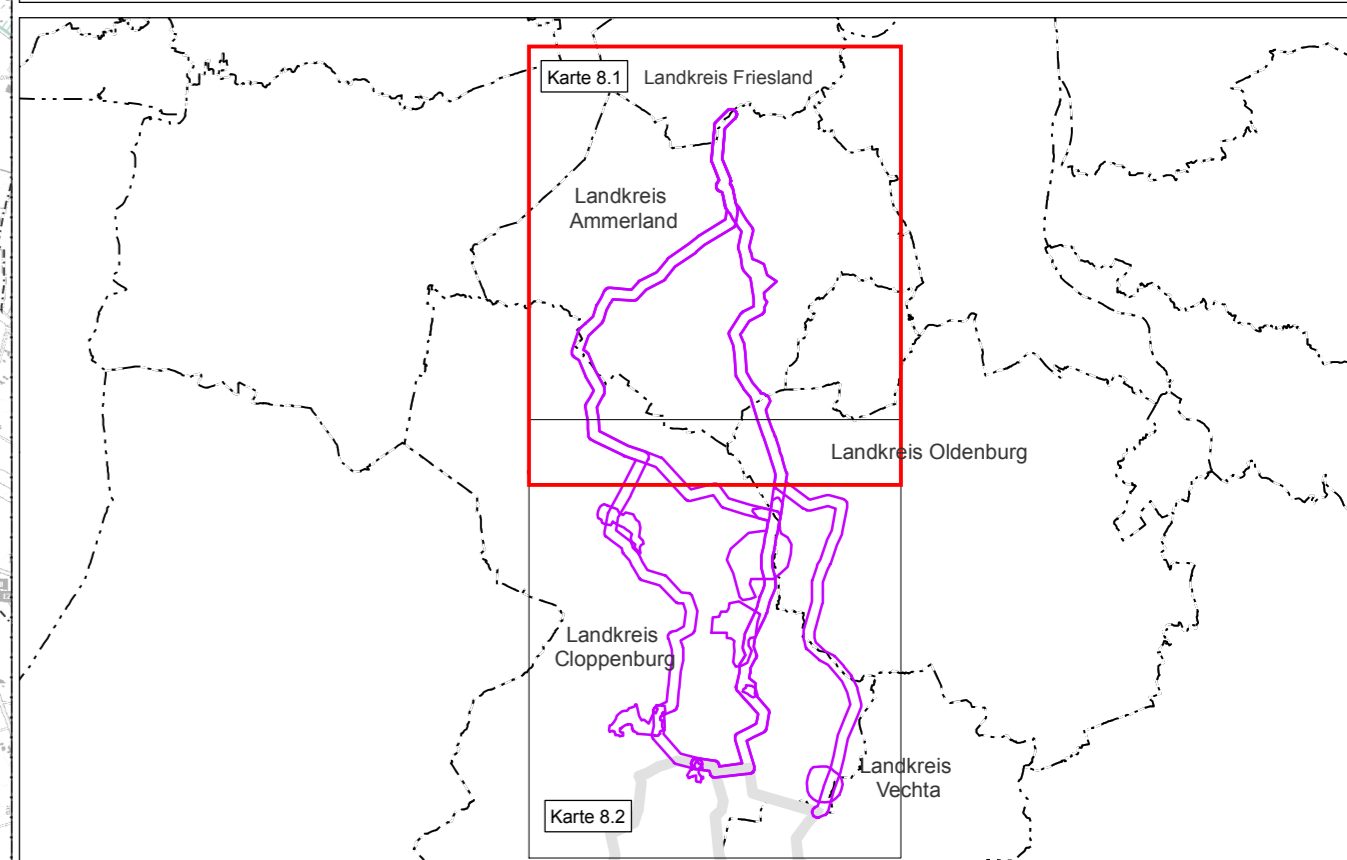 Karte 8.1
Landkreis Friesland
Landkreis
Ammerland
Landkreis Oldenburg
Landkreis
Cloppenburg
Landkreis
Vechta
Karte 8.2